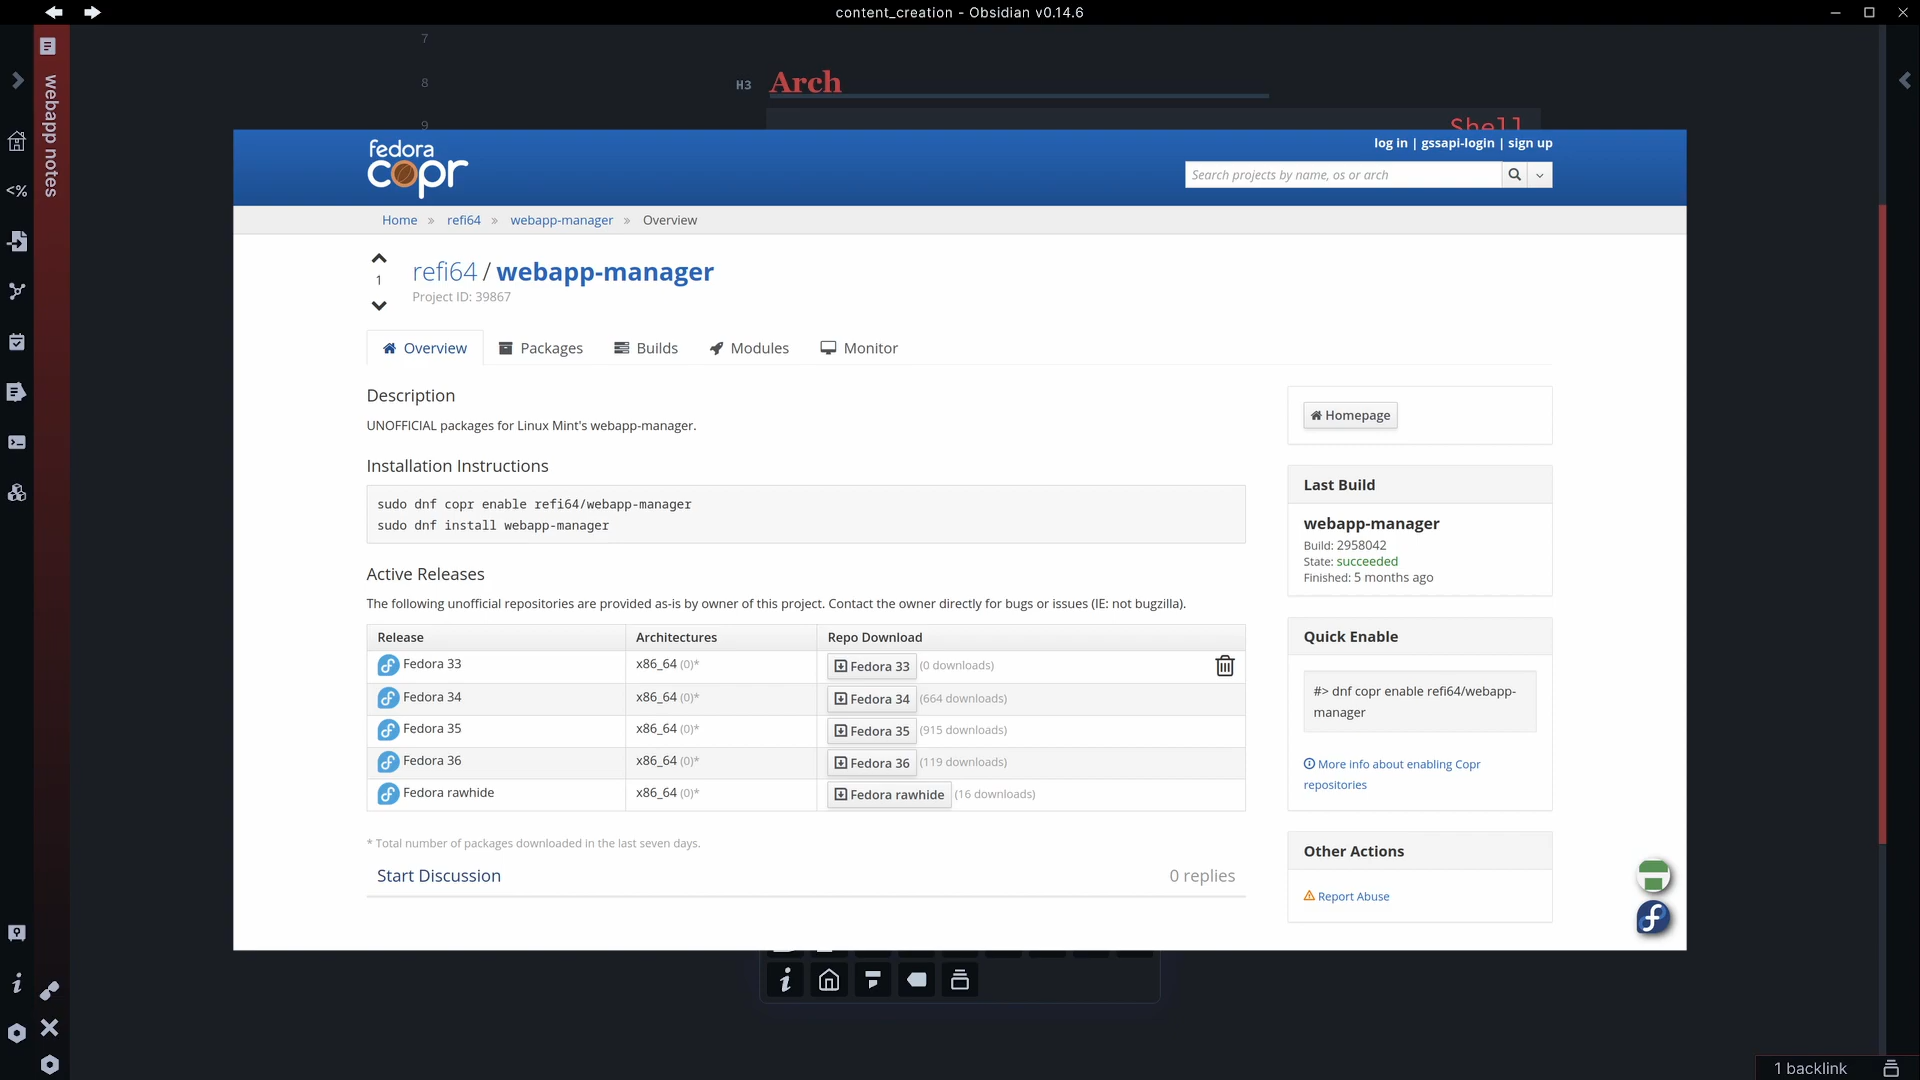 content_creation - Obsidian v0.14.6
webapp notes
7
8
H3 Arch
9
Shell
fedora
copr
log in | gssapi-login | sign up
Search projects by name, os or arch
Home » refi64 » webapp-manager » Overview
1
refi64 / webapp-manager
Project ID: 39867
Overview Packages Builds Modules Monitor
Description
UNOFFICIAL packages for Linux Mint's webapp-manager.
Installation Instructions
sudo dnf copr enable refi64/webapp-manager
sudo dnf install webapp-manager
Active Releases
The following unofficial repositories are provided as-is by owner of this project. Contact the owner directly for bugs or issues (IE: not bugzilla).
Release Architectures Repo Download
Fedora 33 x86_64 (0)* Fedora 33 (0 downloads)
Fedora 34 x86_64 (0)* Fedora 34 (664 downloads)
Fedora 35 x86_64 (0)* Fedora 35 (915 downloads)
Fedora 36 x86_64 (0)* Fedora 36 (119 downloads)
Fedora rawhide x86_64 (0)* Fedora rawhide (16 downloads)
* Total number of packages downloaded in the last seven days.
Start Discussion 0 replies
Homepage
Last Build
webapp-manager
Build: 2958042
State: succeeded
Finished: 5 months ago
Quick Enable
#> dnf copr enable refi64/webapp-
manager
More info about enabling Copr
repositories
Other Actions
Report Abuse
1 backlink